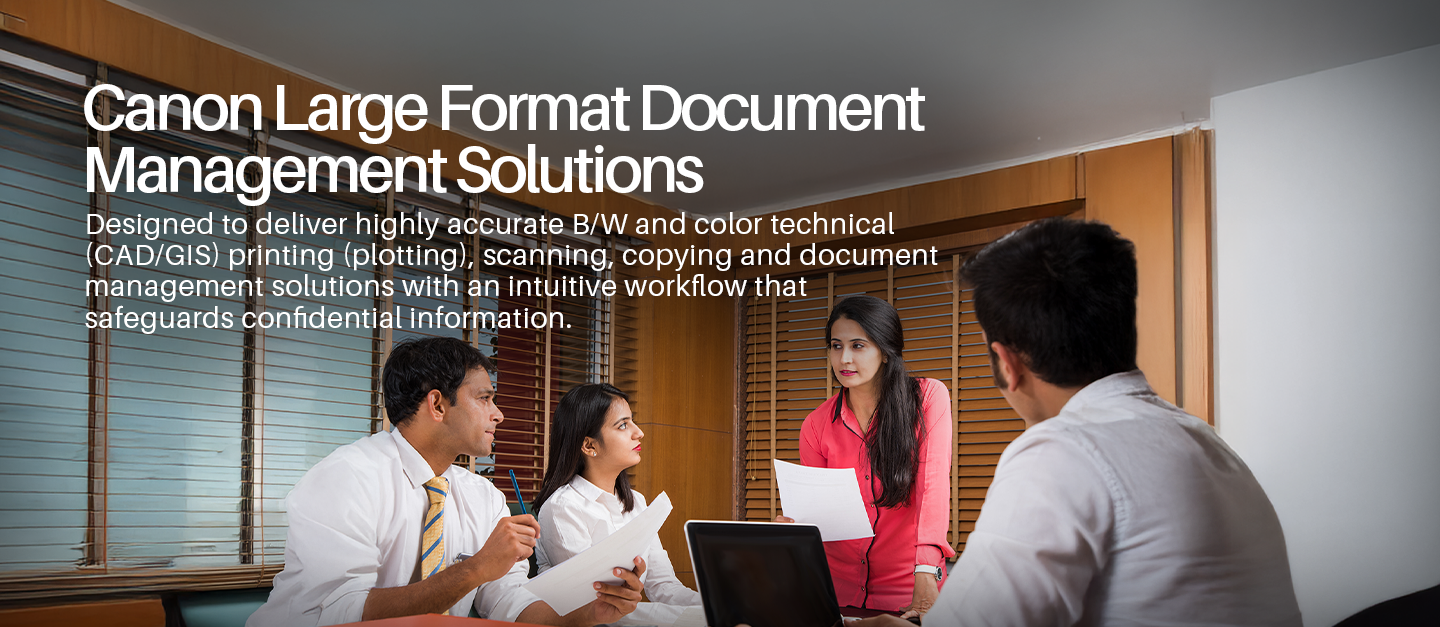 Canon Large Format Document
Management Solutions
Designed to deliver highly accurate B/W and color technical
(CAD/GIS) printing (plotting), scanning, copying and document
management solutions with an intuitive workflow that
safeguards confidential information.